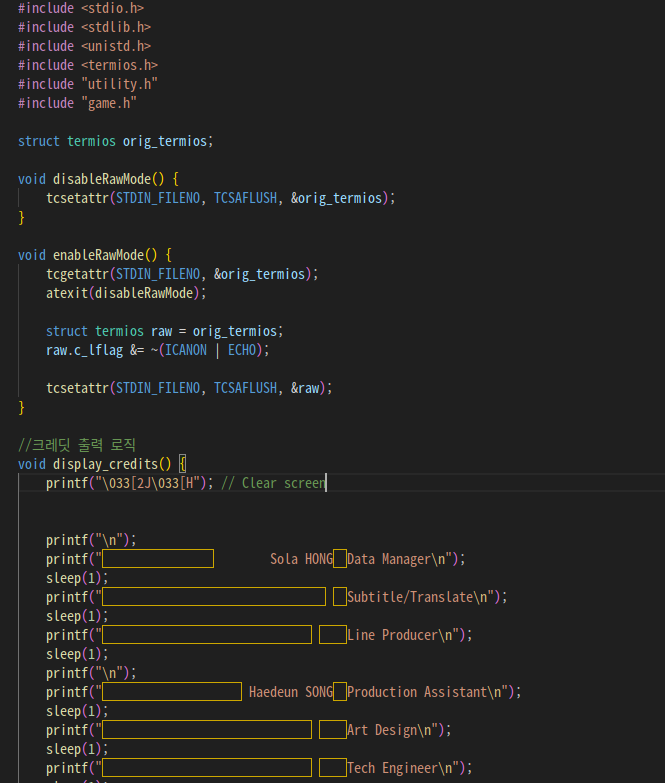 #include <stdio.h>
#include <stdlib.h>
#include <unistd.h>
#include <termios.h>
#include "utility.h"
#include "game.h"
struct termios orig_termios;
void disableRawMode() {
tcsetattr(STDIN_FILENO, TCSAFLUSH, &orig_termios);
}
void enableRawMode() {
tcgetattr(STDIN_FILENO, &orig_termios);
atexit(disableRawMode);
struct termios raw = orig_termios;
raw.c_lflag &= ~(ICANON | ECHO);
tcsetattr(STDIN_FILENO, TCSAFLUSH, &raw);
}
//크레딧 출력 로직
void display_credits() {
printf("\033[2J\033[H"); // Clear screen
printf("\n");
printf(" Sola HONG Data Manager\n");
sleep(1);
printf(" Subtitle/Translate\n");
sleep(1);
printf(" Line Producer\n");
sleep(1);
printf("\n");
printf(" Haedeun SONG Production Assistant\n");
sleep(1);
printf(" Art Design\n");
sleep(1);
printf(" Tech Engineer\n");